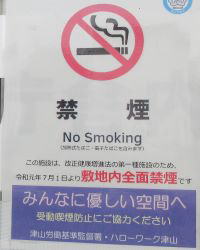 禁煙
No Smoking
(加熱式たばこ・電子たばこを含みます)
この施設は、改正健康増進法の第一種施設のため、
令和元年7月1日より敷地内全面禁煙です
みんなに優しい空間へ
受動喫煙防止にご協力ください
津山労働基準監督署・ハローワーク津山